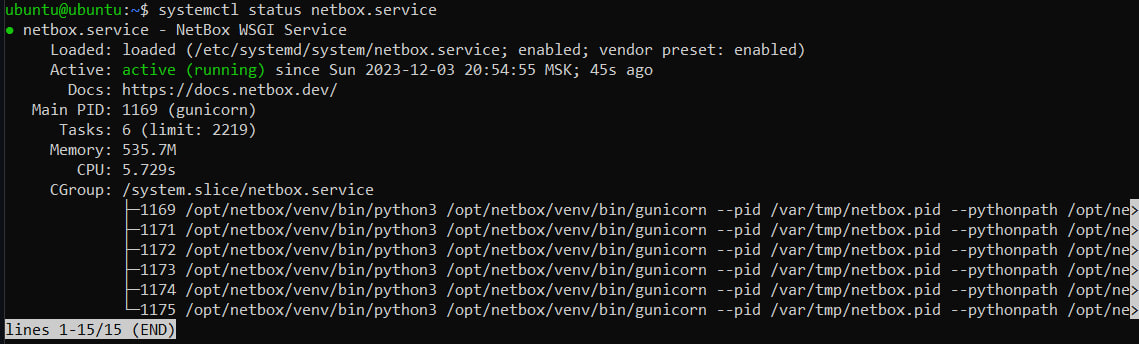 ubuntu@ubuntu:~$ systemctl status netbox.service
● netbox.service - NetBox WSGI Service
     Loaded: loaded (/etc/systemd/system/netbox.service; enabled; vendor preset: enabled)
     Active: active (running) since Sun 2023-12-03 20:54:55 MSK; 45s ago
       Docs: https://docs.netbox.dev/
   Main PID: 1169 (gunicorn)
      Tasks: 6 (limit: 2219)
     Memory: 535.7M
        CPU: 5.729s
     CGroup: /system.slice/netbox.service
             ├─1169 /opt/netbox/venv/bin/python3 /opt/netbox/venv/bin/gunicorn --pid /var/tmp/netbox.pid --pythonpath /opt/ne>
             ├─1171 /opt/netbox/venv/bin/python3 /opt/netbox/venv/bin/gunicorn --pid /var/tmp/netbox.pid --pythonpath /opt/ne>
             ├─1172 /opt/netbox/venv/bin/python3 /opt/netbox/venv/bin/gunicorn --pid /var/tmp/netbox.pid --pythonpath /opt/ne>
             ├─1173 /opt/netbox/venv/bin/python3 /opt/netbox/venv/bin/gunicorn --pid /var/tmp/netbox.pid --pythonpath /opt/ne>
             ├─1174 /opt/netbox/venv/bin/python3 /opt/netbox/venv/bin/gunicorn --pid /var/tmp/netbox.pid --pythonpath /opt/ne>
             └─1175 /opt/netbox/venv/bin/python3 /opt/netbox/venv/bin/gunicorn --pid /var/tmp/netbox.pid --pythonpath /opt/ne>
lines 1-15/15 (END)